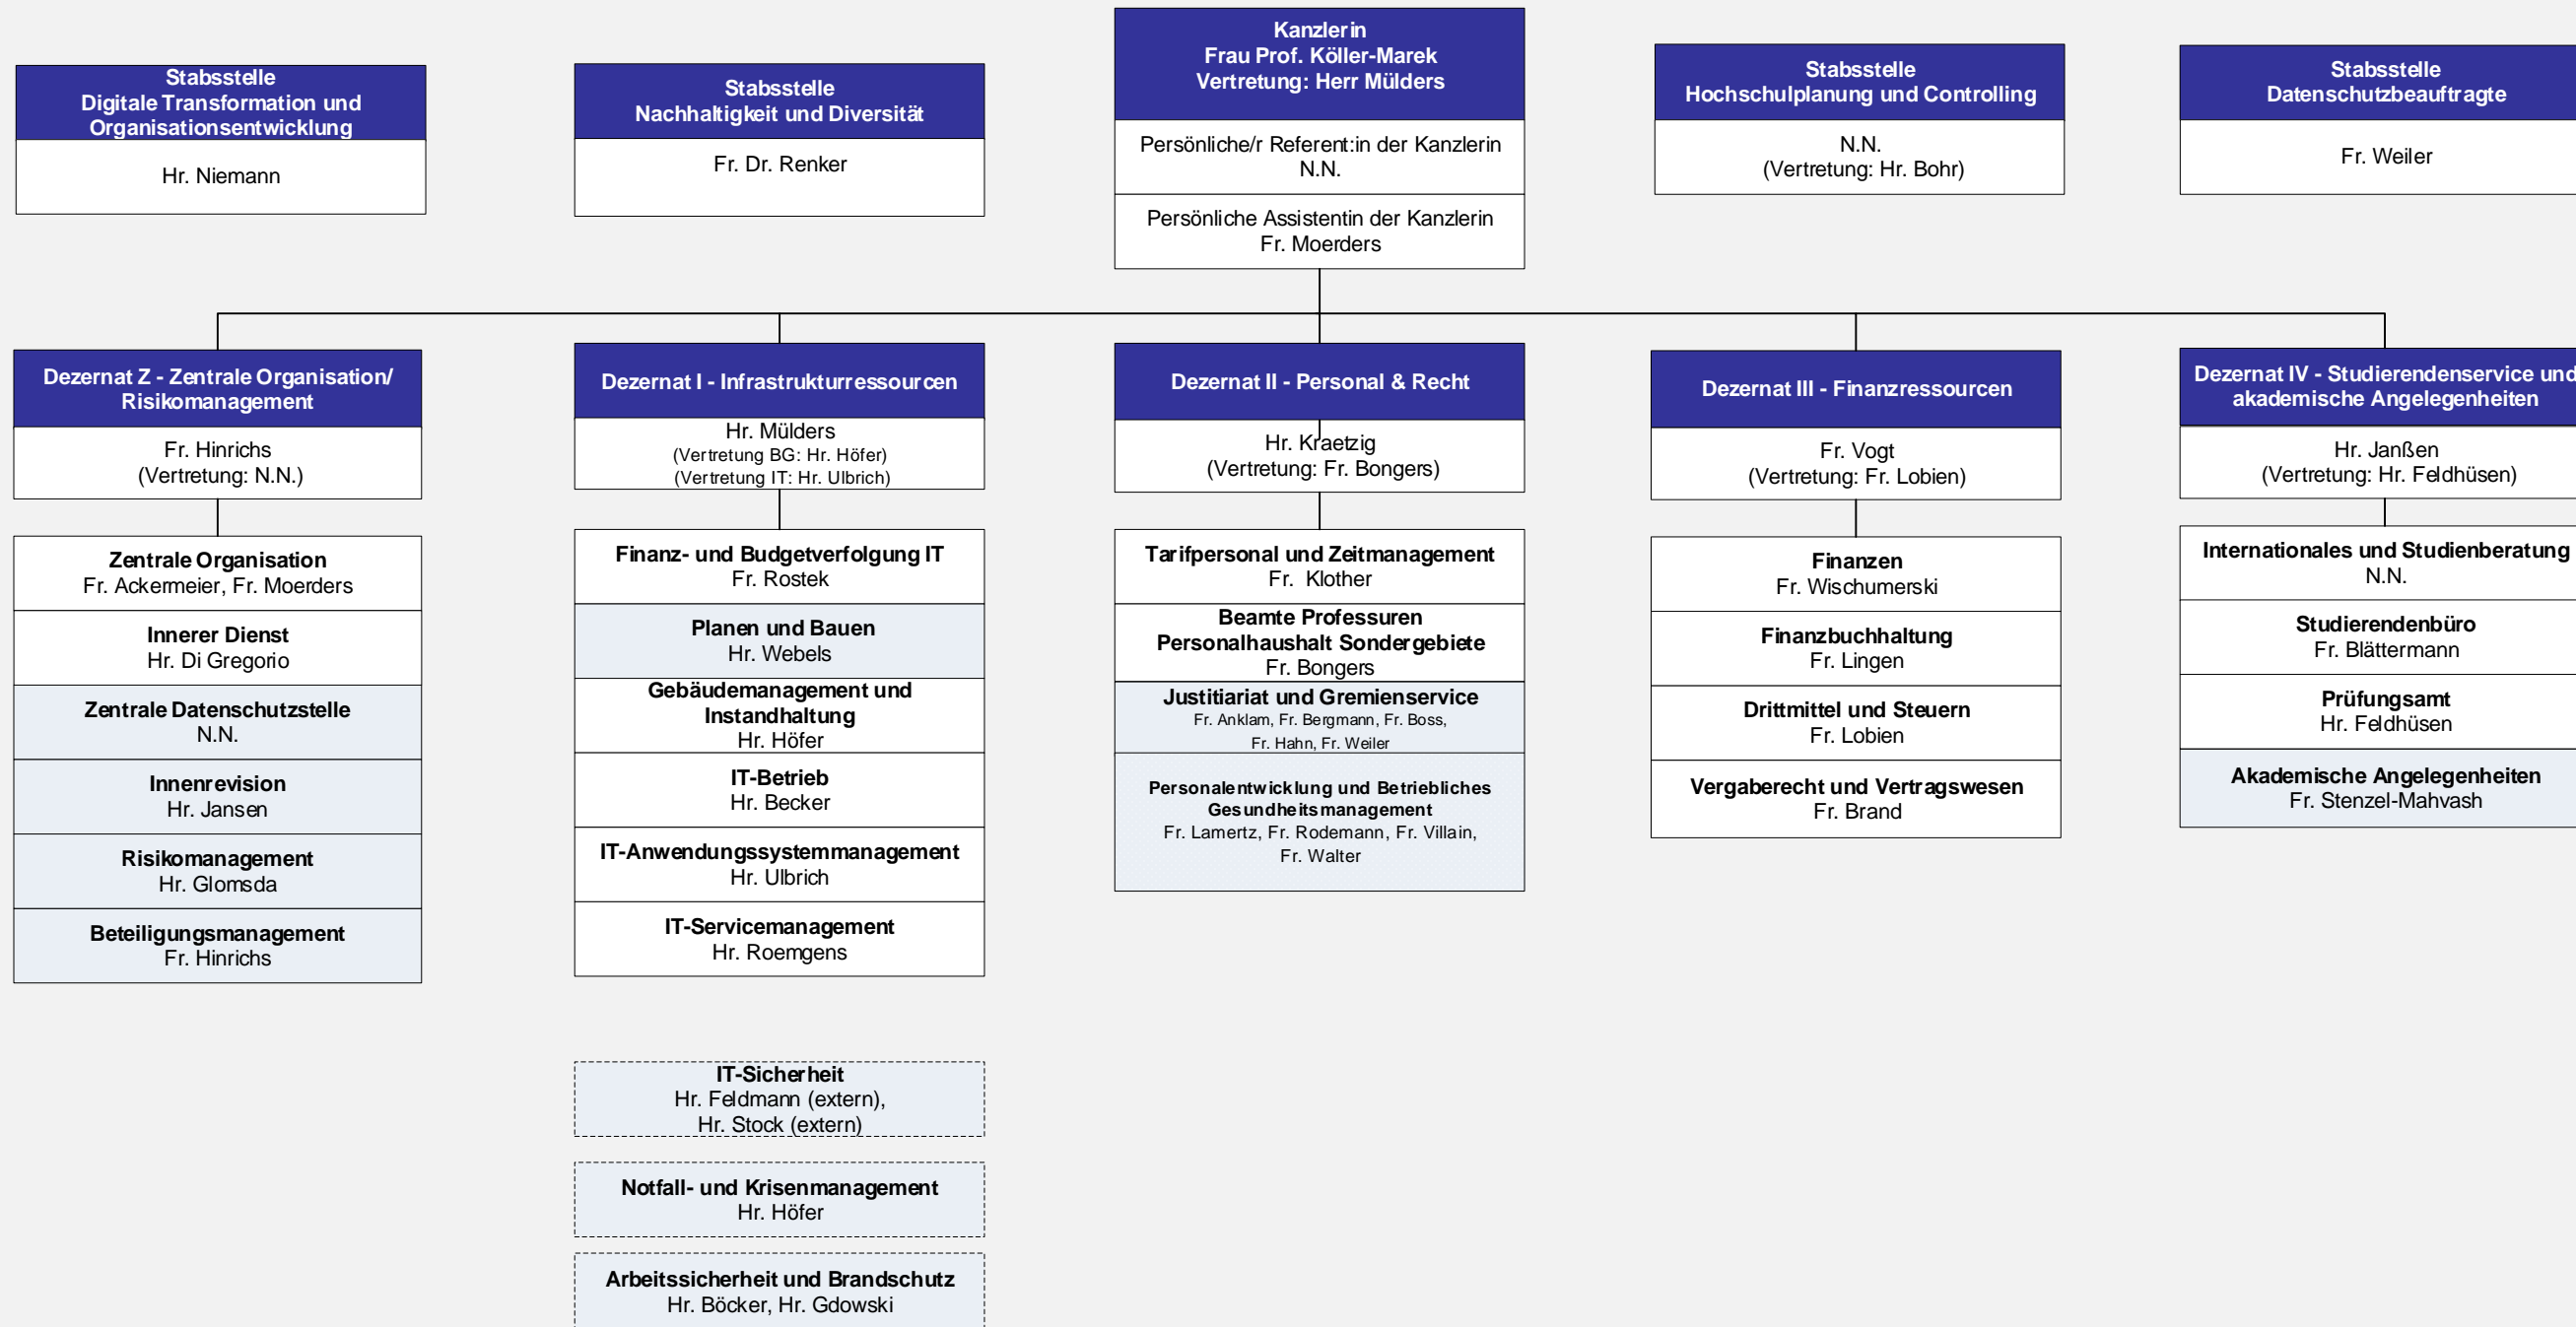 Stabsstelle
Digitale Transformation und
Organisationsentwicklung
Hr. Niemann
Stabsstelle
Nachhaltigkeit und Diversität
Fr. Dr. Renker
Kanzlerin
Frau Prof. Köller-Marek
Vertretung: Herr Mülders
Persönliche/r Referent:in der Kanzlerin
N.N.
Persönliche Assistentin der Kanzlerin
Fr. Moerders
Stabsstelle
Hochschulplanung und Controlling
N.N.
(Vertretung: Hr. Bohr)
Stabsstelle
Datenschutzbeauftragte
Fr. Weiler
Dezernat Z - Zentrale Organisation/
Risikomanagement
Fr. Hinrichs
(Vertretung: N.N.)
Zentrale Organisation
Fr. Ackermeier, Fr. Moerders
Innerer Dienst
Hr. Di Gregorio
Zentrale Datenschutzstelle
N.N.
Innenrevision
Hr. Jansen
Risikomanagement
Hr. Glomsda
Beteiligungsmanagement
Fr. Hinrichs
Dezernat I - Infrastrukturressourcen
Hr. Mülders
(Vertretung BG: Hr. Höfer)
(Vertretung IT: Hr. Ulbrich)
Finanz- und Budgetverfolgung IT
Fr. Rostek
Planen und Bauen
Hr. Webels
Gebäudemanagement und
Instandhaltung
Hr. Höfer
IT-Betrieb
Hr. Becker
IT-Anwendungssystemmanagement
Hr. Ulbrich
IT-Servicemanagement
Hr. Roemgens
IT-Sicherheit
Hr. Feldmann (extern),
Hr. Stock (extern)
Notfall- und Krisenmanagement
Hr. Höfer
Arbeitssicherheit und Brandschutz
Hr. Böcker, Hr. Gdowski
Dezernat II - Personal & Recht
Hr. Kraetzig
(Vertretung: Fr. Bongers)
Tarifpersonal und Zeitmanagement
Fr. Klother
Beamte Professuren
Personalhaushalt Sondergebiete
Fr. Bongers
Justitiariat und Gremienservice
Fr. Anklam, Fr. Bergmann, Fr. Boss,
Fr. Hahn, Fr. Weiler
Personalentwicklung und Betriebliches
Gesundheitsmanagement
Fr. Lamertz, Fr. Rodemann, Fr. Villain,
Fr. Walter
Dezernat III - Finanzressourcen
Fr. Vogt
(Vertretung: Fr. Lobien)
Finanzen
Fr. Wischumerski
Finanzbuchhaltung
Fr. Lingen
Drittmittel und Steuern
Fr. Lobien
Vergaberecht und Vertragswesen
Fr. Brand
Dezernat IV - Studierendenservice und
akademische Angelegenheiten
Hr. Janßen
(Vertretung: Hr. Feldhüsen)
Internationales und Studienberatung
N.N.
Studierendenbüro
Fr. Blättermann
Prüfungsamt
Hr. Feldhüsen
Akademische Angelegenheiten
Fr. Stenzel-Mahvash